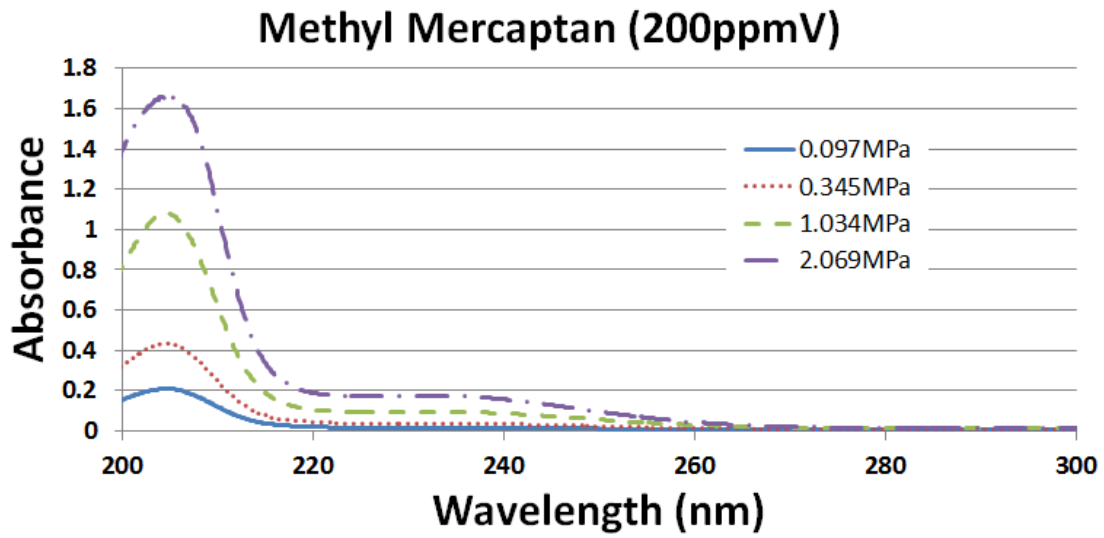 Methyl Mercaptan (200ppmV)
1.8
1.6
1.4
1.2
1
0.8
0.6
0.4
0.2
0
Absorbance
0.097MPa
0.345MPa
1.034MPa
2.069MPa
200 220 240 260 280 300
Wavelength (nm)